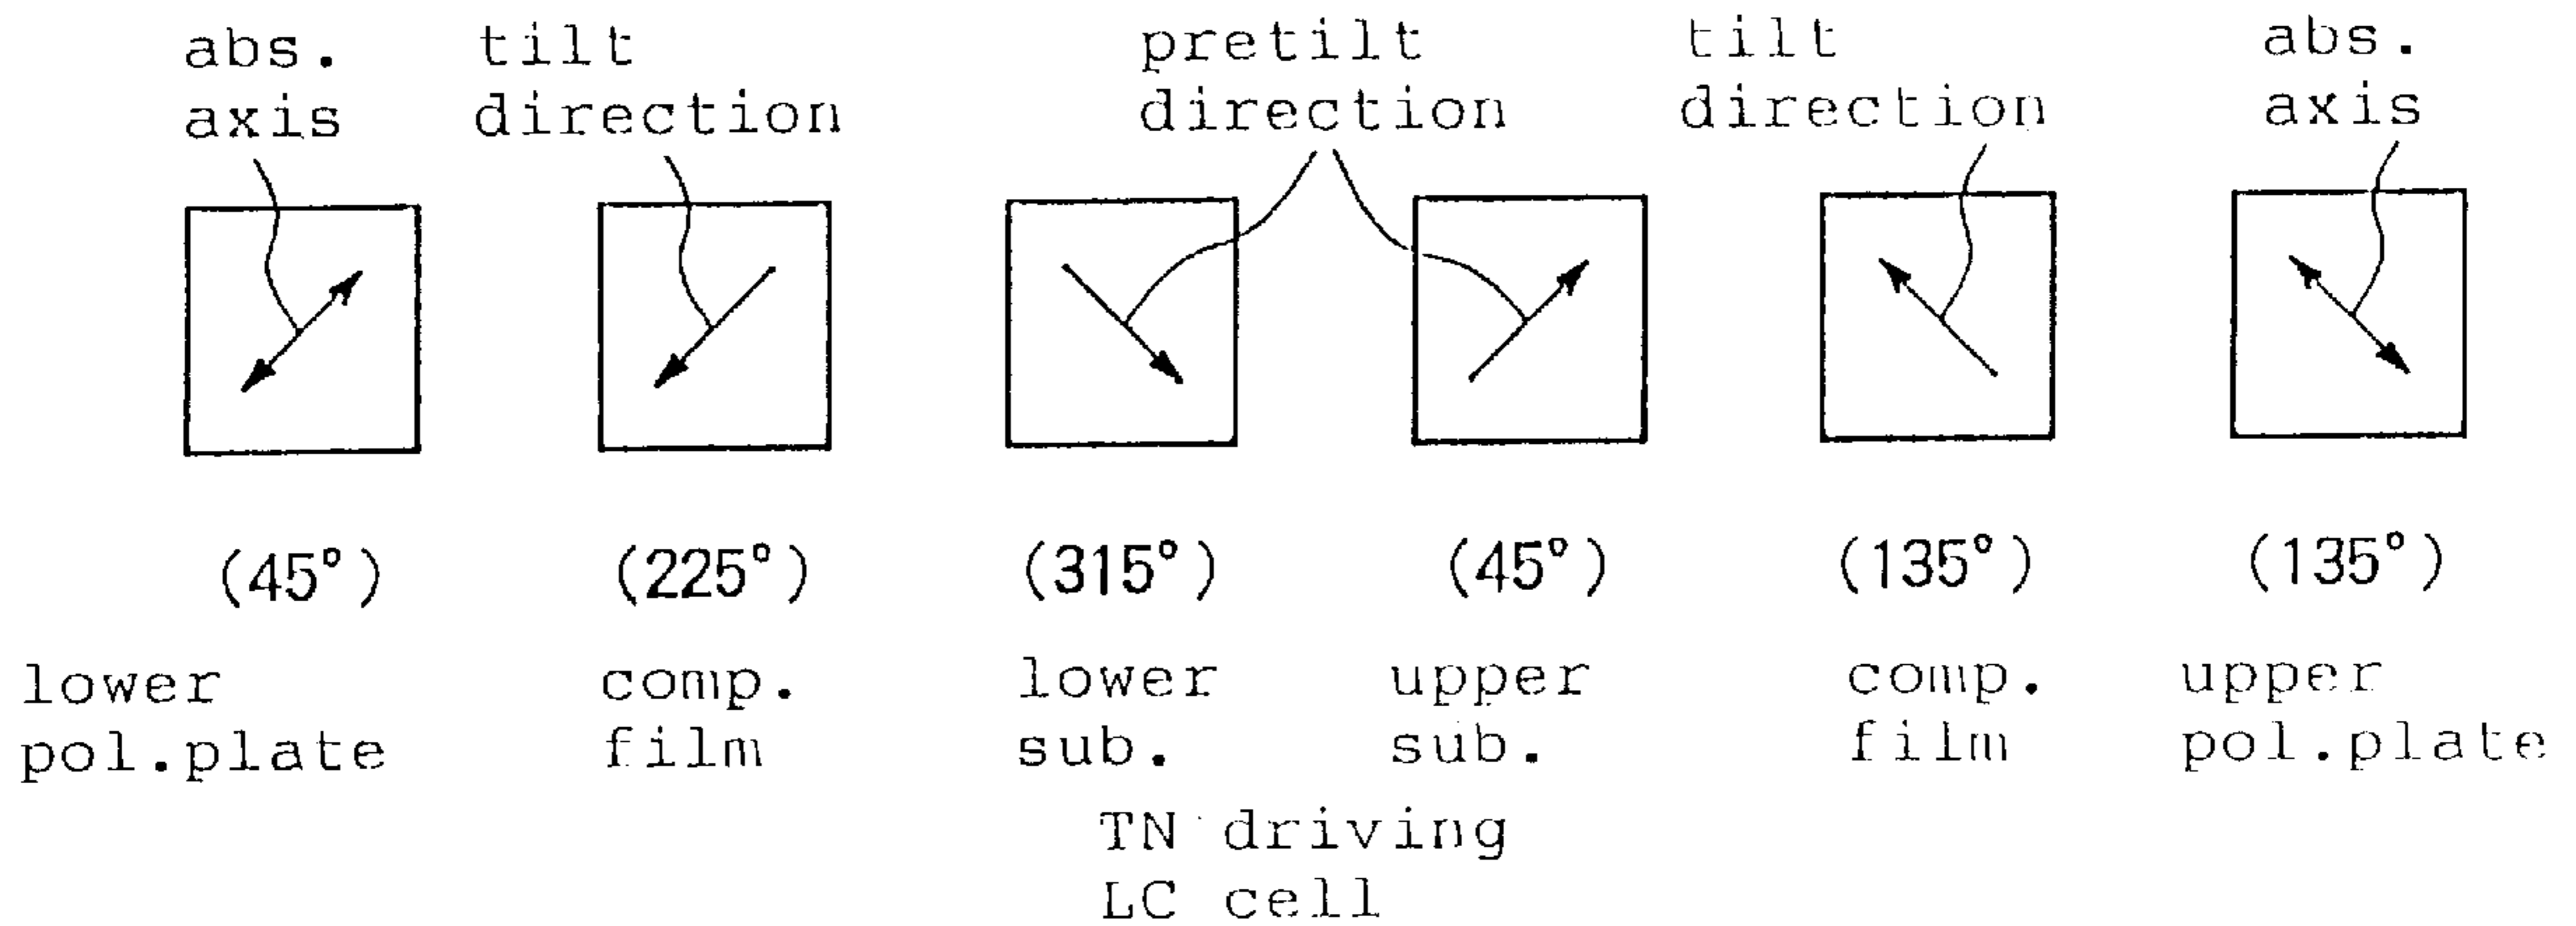 abs.
axis
tilt
direction
pretilt
direction
tilt
direction
abs.
axis
(45°)
(225°)
(315°)
(45°)
(135°)
(135°)
lower
pol.plate
comp.
film
lower
sub.
upper
sub.
comp.
film
upper
pol.plate
TN driving
LC cell